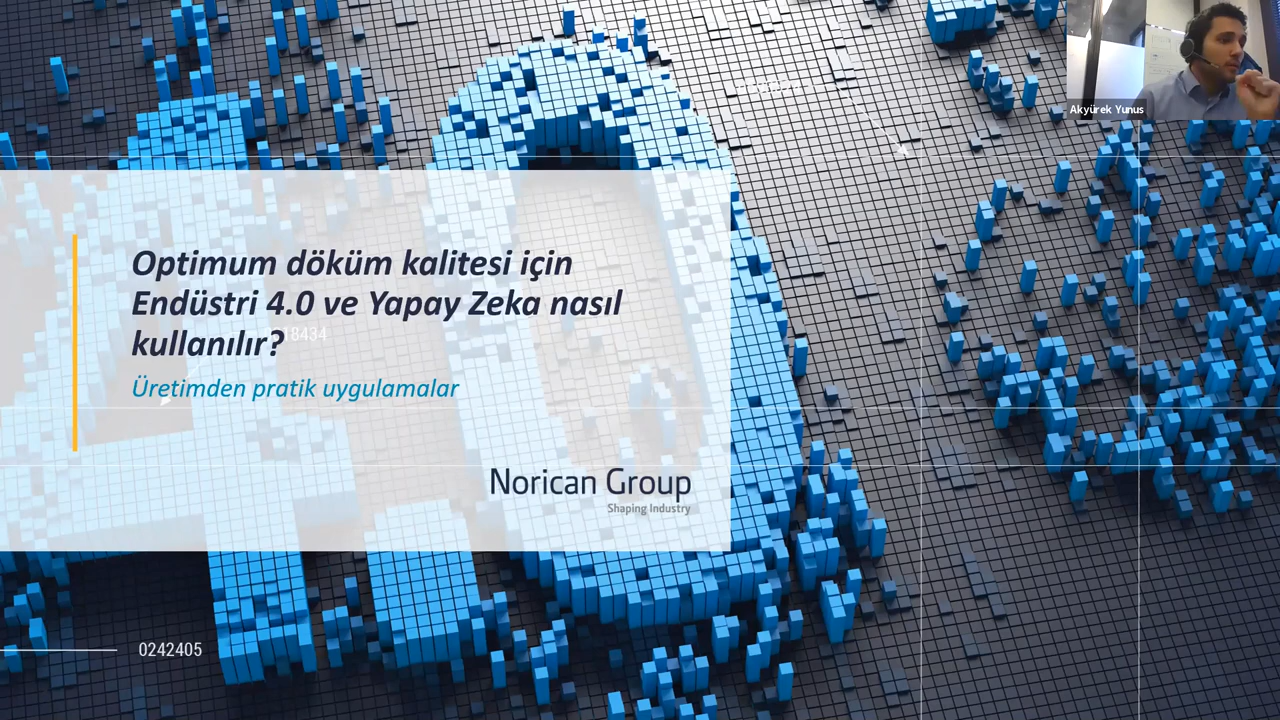 Akyürek Yunus
Optimum döküm kalitesi için
Endüstri 4.0 ve Yapay Zeka nasıl
kullanılır?
18434
Üretimden pratik uygulamalar
Norican Group
Shaping Industry
0242405